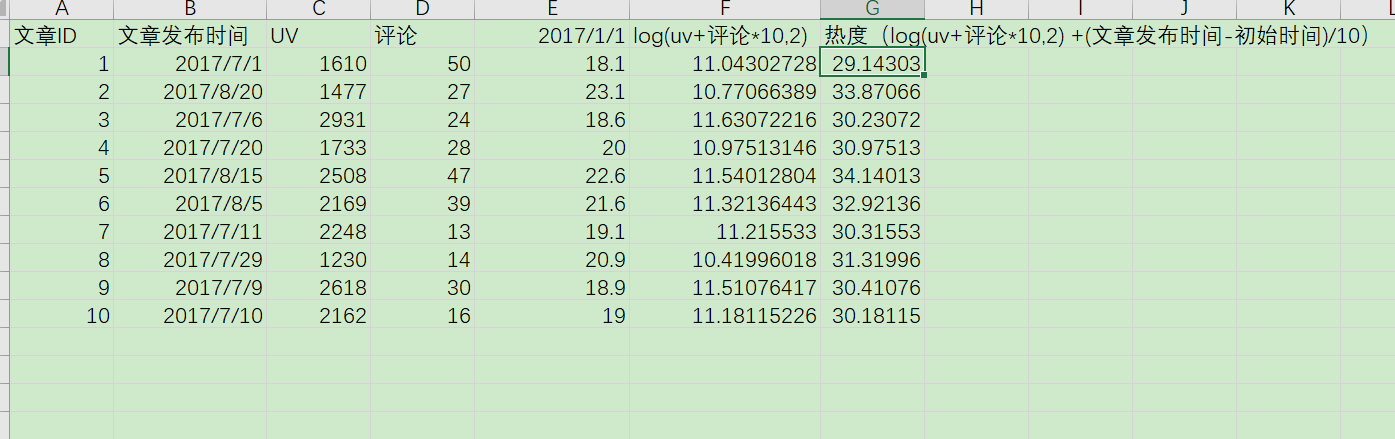 A B C D E F G H I J K L
文章ID 文章发布时间 UV 评论 2017/1/1 log(uv+评论*10,2) 热度（log(uv+评论*10,2) +(文章发布时间-初始时间)/10）
1 2017/7/1 1610 50 18.1 11.04302728 29.14303
2 2017/8/20 1477 27 23.1 10.77066389 33.87066
3 2017/7/6 2931 24 18.6 11.63072216 30.23072
4 2017/7/20 1733 28 20 10.97513146 30.97513
5 2017/8/15 2508 47 22.6 11.54012804 34.14013
6 2017/8/5 2169 39 21.6 11.32136443 32.92136
7 2017/7/11 2248 13 19.1 11.215533 30.31553
8 2017/7/29 1230 14 20.9 10.41996018 31.31996
9 2017/7/9 2618 30 18.9 11.51076417 30.41076
10 2017/7/10 2162 16 19 11.18115226 30.18115